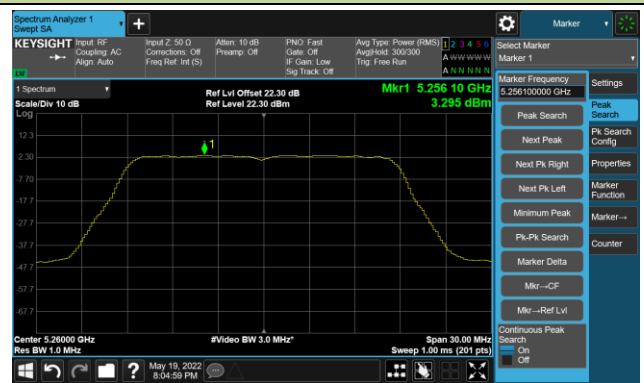 Spectrum Analyzer 1
Swept SA
+
Marker
KEYSIGHT
Input: RF
Coupling: AC
Align: Auto
Input Z: 50 Ω
Corrections: Off
Freq Ref: Int (S)
Atten: 10 dB
Preamp: Off
PNO: Fast
Gate: Off
IF Gain: Low
Sig Track: Off
Avg Type: Power (RMS)
Avg|Hold: 300/300
Trig: Free Run
1 2 3 4 5 6
A W W W W W
A N N N N N
Select Marker
Marker 1
LW
1 Spectrum
Scale/Div 10 dB
Log
Ref Lvl Offset 22.30 dB
Ref Level 22.30 dBm
Mkr1 5.256 10 GHz
3.295 dBm
1
12.3
2.30
-7.70
-17.7
-27.7
-37.7
-47.7
-57.7
-67.7
Center 5.26000 GHz
Res BW 1.0 MHz
#Video BW 3.0 MHz*
Span 30.00 MHz
Sweep 1.00 ms (201 pts)
Marker Frequency
5.256100000 GHz
Peak Search
Next Peak
Next Pk Right
Next Pk Left
Minimum Peak
Pk-Pk Search
Marker Delta
Mkr→CF
Mkr→Ref Lvl
Continuous Peak
Search
On
Off
Settings
Peak
Search
Pk Search
Config
Properties
Marker
Function
Marker→
Counter
?
May 19, 2022
8:04:59 PM